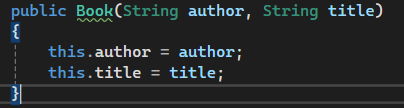 public Book(String author, String title)
{
    this.author = author;
    this.title = title;
}